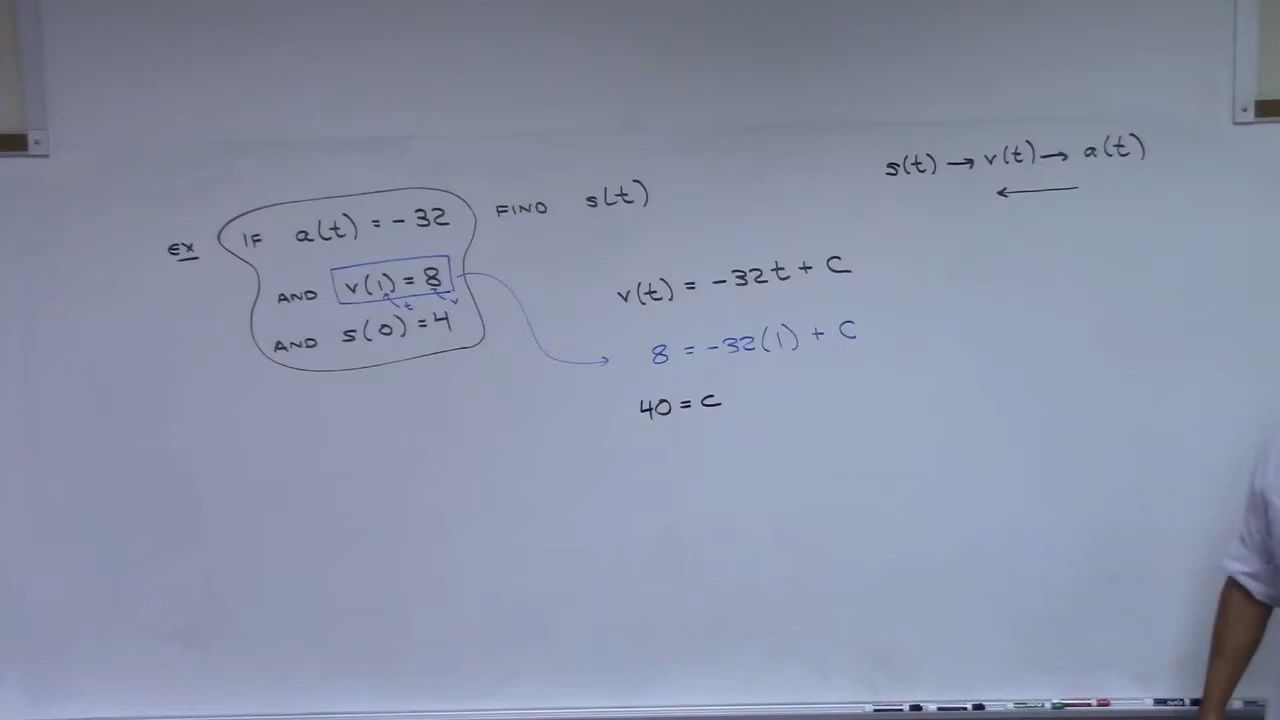 s(t) → v(t) → a(t)
←
EX IF a(t) = -32 FIND s(t)
AND v(1) = 8
t v
AND s(0) = 4
v(t) = -32t + C
8 = -32(1) + C
40 = C